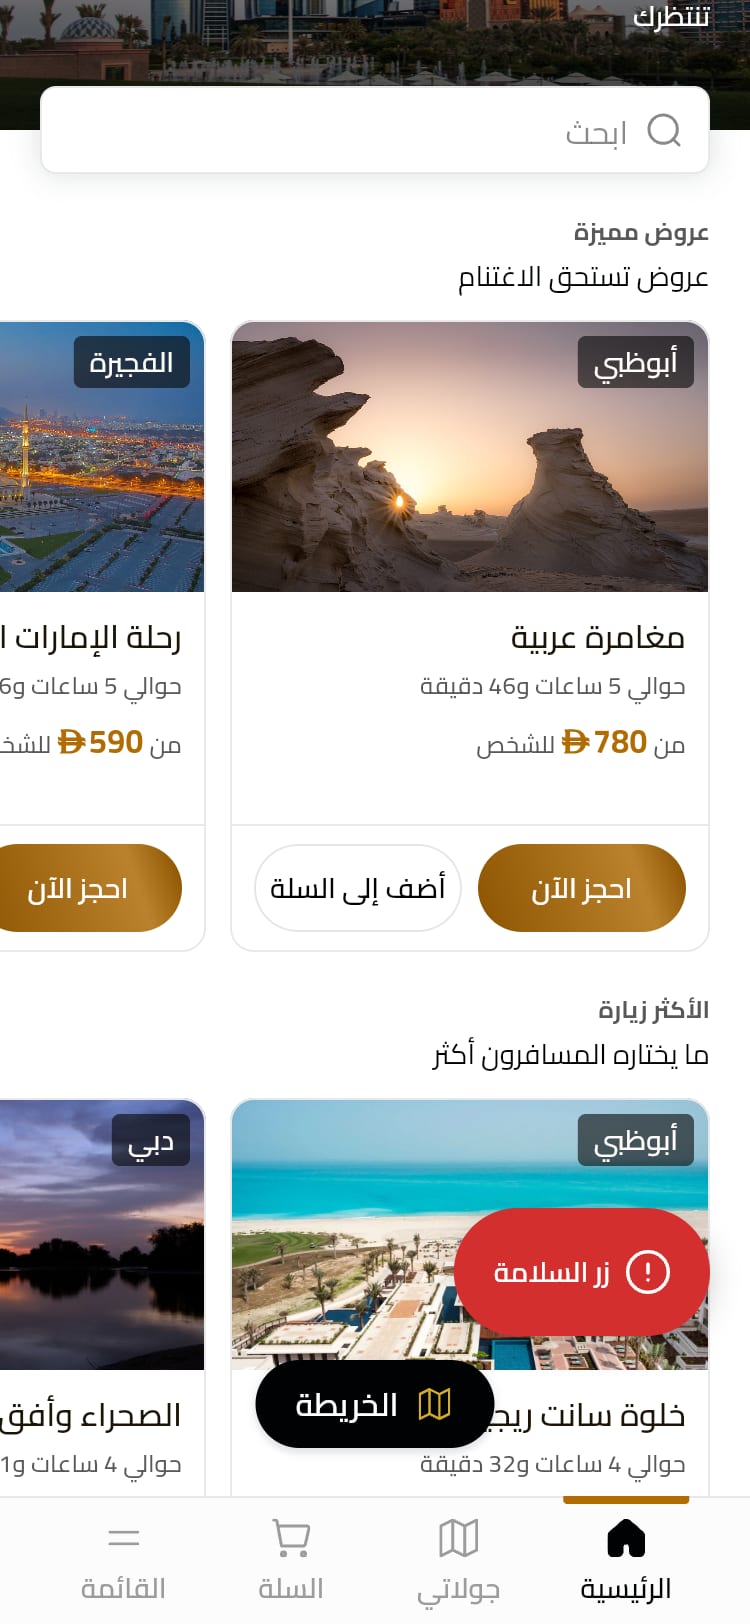 تنتظرك
ابحث
عروض مميزة
عروض تستحق الاغتنام
أبوظبي
مغامرة عربية
حوالي 5 ساعات و46 دقيقة
من 780 للشخص
احجز الآن
أضف إلى السلة
الفجيرة
رحلة الإمارات
حوالي 5 ساعات
من 590
احجز الآن
الأكثر زيارة
ما يختاره المسافرون أكثر
أبوظبي
زر السلامة
خلوة سانت
حوالي 4 ساعات و32 دقيقة
دبي
الصحراء وأفق
حوالي 4 ساعات
الخريطة
الرئيسية
جولاتي
السلة
القائمة